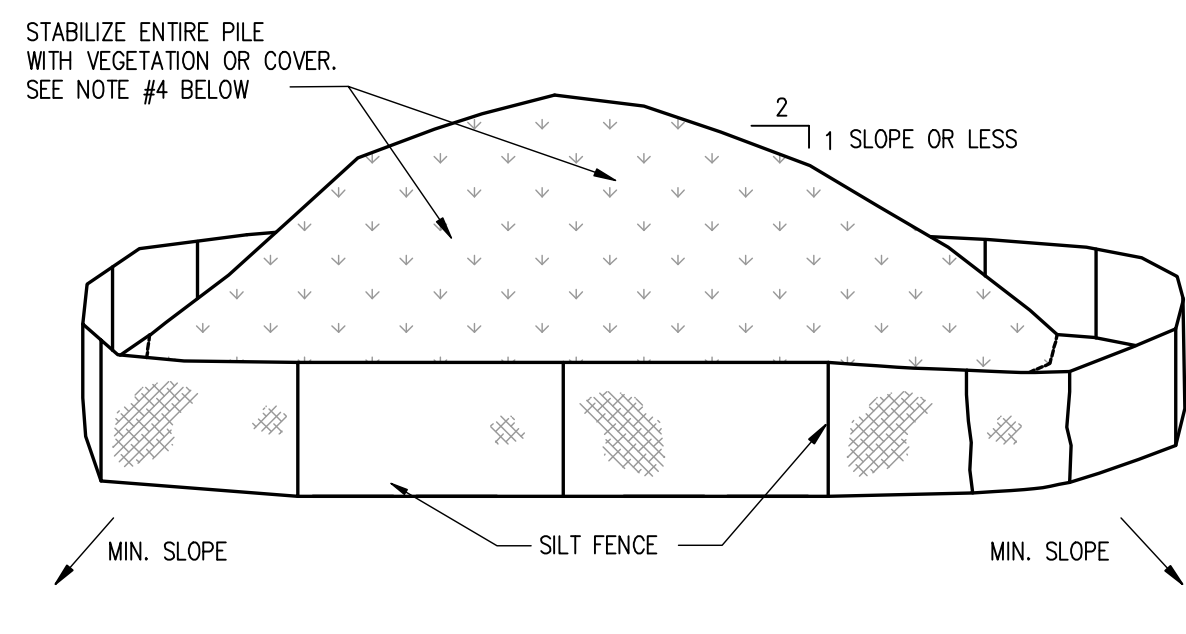 STABILIZE ENTIRE PILE
WITH VEGETATION OR COVER.
SEE NOTE #4 BELOW
2
1 SLOPE OR LESS
MIN. SLOPE
SILT FENCE
MIN. SLOPE